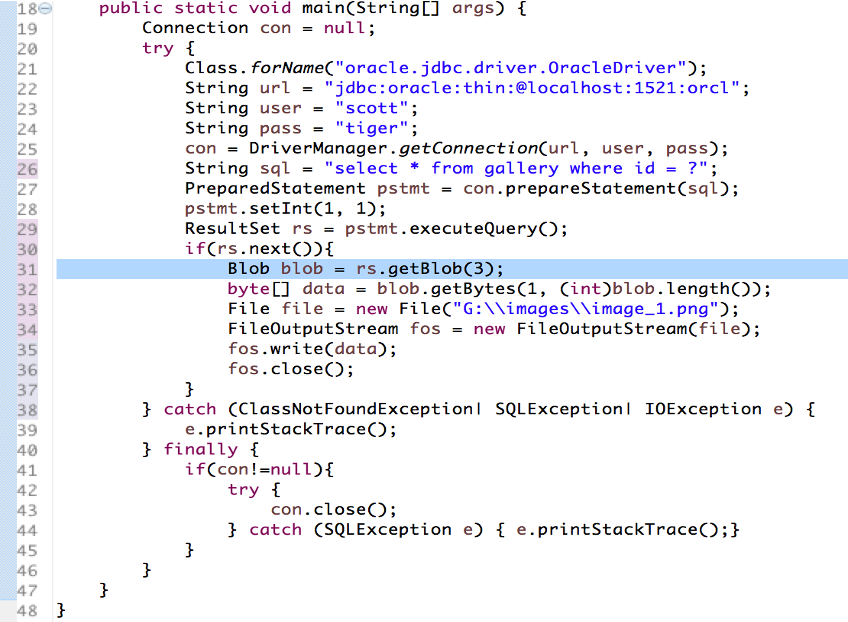 18 public static void main(String[] args) {
19 Connection con = null;
20 try {
21 Class.forName("oracle.jdbc.driver.OracleDriver");
22 String url = "jdbc:oracle:thin:@localhost:1521:orcl";
23 String user = "scott";
24 String pass = "tiger";
25 con = DriverManager.getConnection(url, user, pass);
26 String sql = "select * from gallery where id = ?";
27 PreparedStatement pstmt = con.prepareStatement(sql);
28 pstmt.setInt(1, 1);
29 ResultSet rs = pstmt.executeQuery();
30 if(rs.next()){
31 Blob blob = rs.getBlob(3);
32 byte[] data = blob.getBytes(1, (int)blob.length());
33 File file = new File("G:\\images\\image_1.png");
34 FileOutputStream fos = new FileOutputStream(file);
35 fos.write(data);
36 fos.close();
37 }
38 } catch (ClassNotFoundException| SQLException| IOException e) {
39 e.printStackTrace();
40 } finally {
41 if(con!=null){
42 try {
43 con.close();
44 } catch (SQLException e) { e.printStackTrace();}
45 }
46 }
47 }
48 }